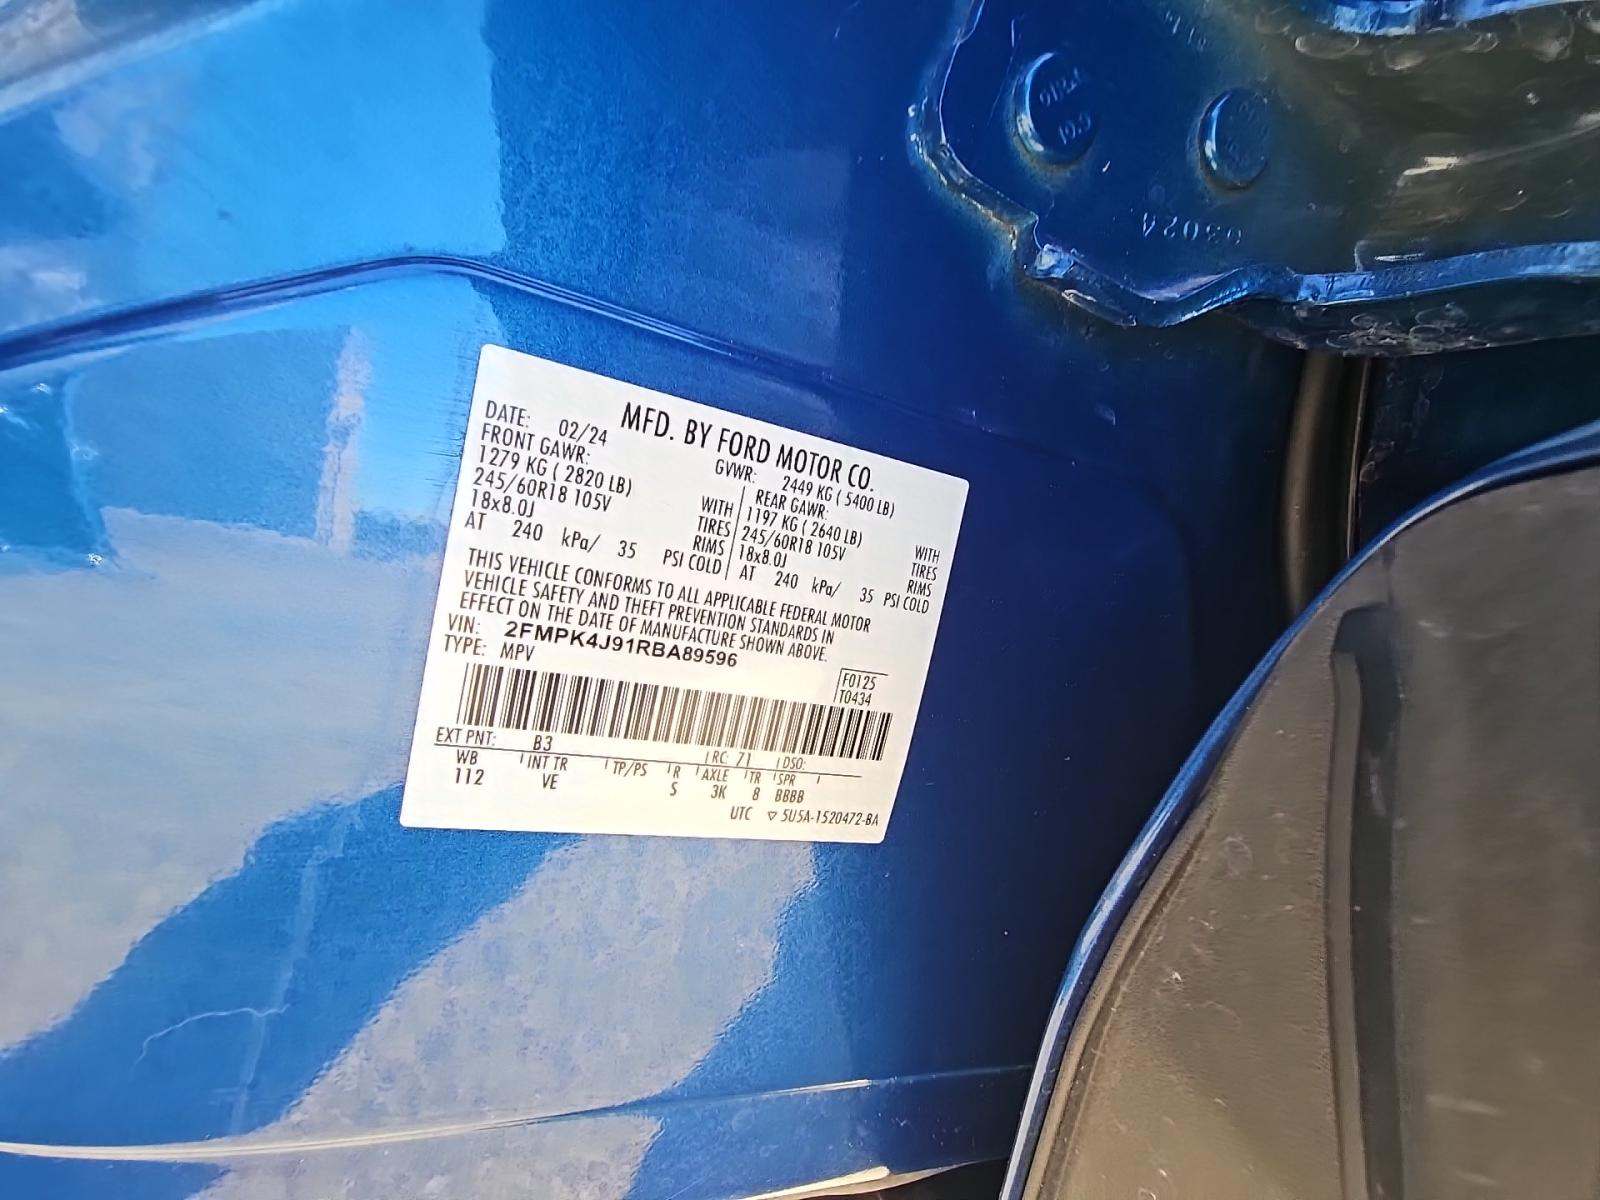 MFD. BY FORD MOTOR CO.
DATE: 02/24 GVWR: 2449 KG ( 5400 LB)
FRONT GAWR: REAR GAWR:
1279 KG ( 2820 LB) WITH 1197 KG ( 2640 LB) WITH
245/60R18 105V TIRES 245/60R18 105V TIRES
18x8.0J RIMS 18x8.0J RIMS
AT 240 kPa/ 35 PSI COLD AT 240 kPa/ 35 PSI COLD
THIS VEHICLE CONFORMS TO ALL APPLICABLE FEDERAL MOTOR
VEHICLE SAFETY AND THEFT PREVENTION STANDARDS IN
EFFECT ON THE DATE OF MANUFACTURE SHOWN ABOVE.
VIN: 2FMPK4J91RBA89596
TYPE: MPV
F0125
T0434
EXT PNT: B3 RC: 71 DSO:
WB INT TR TP/PS R AXLE TR SPR
112 VE S 3K 8 BBBB
UTC ▽ 5U5A-1520472-BA
03024